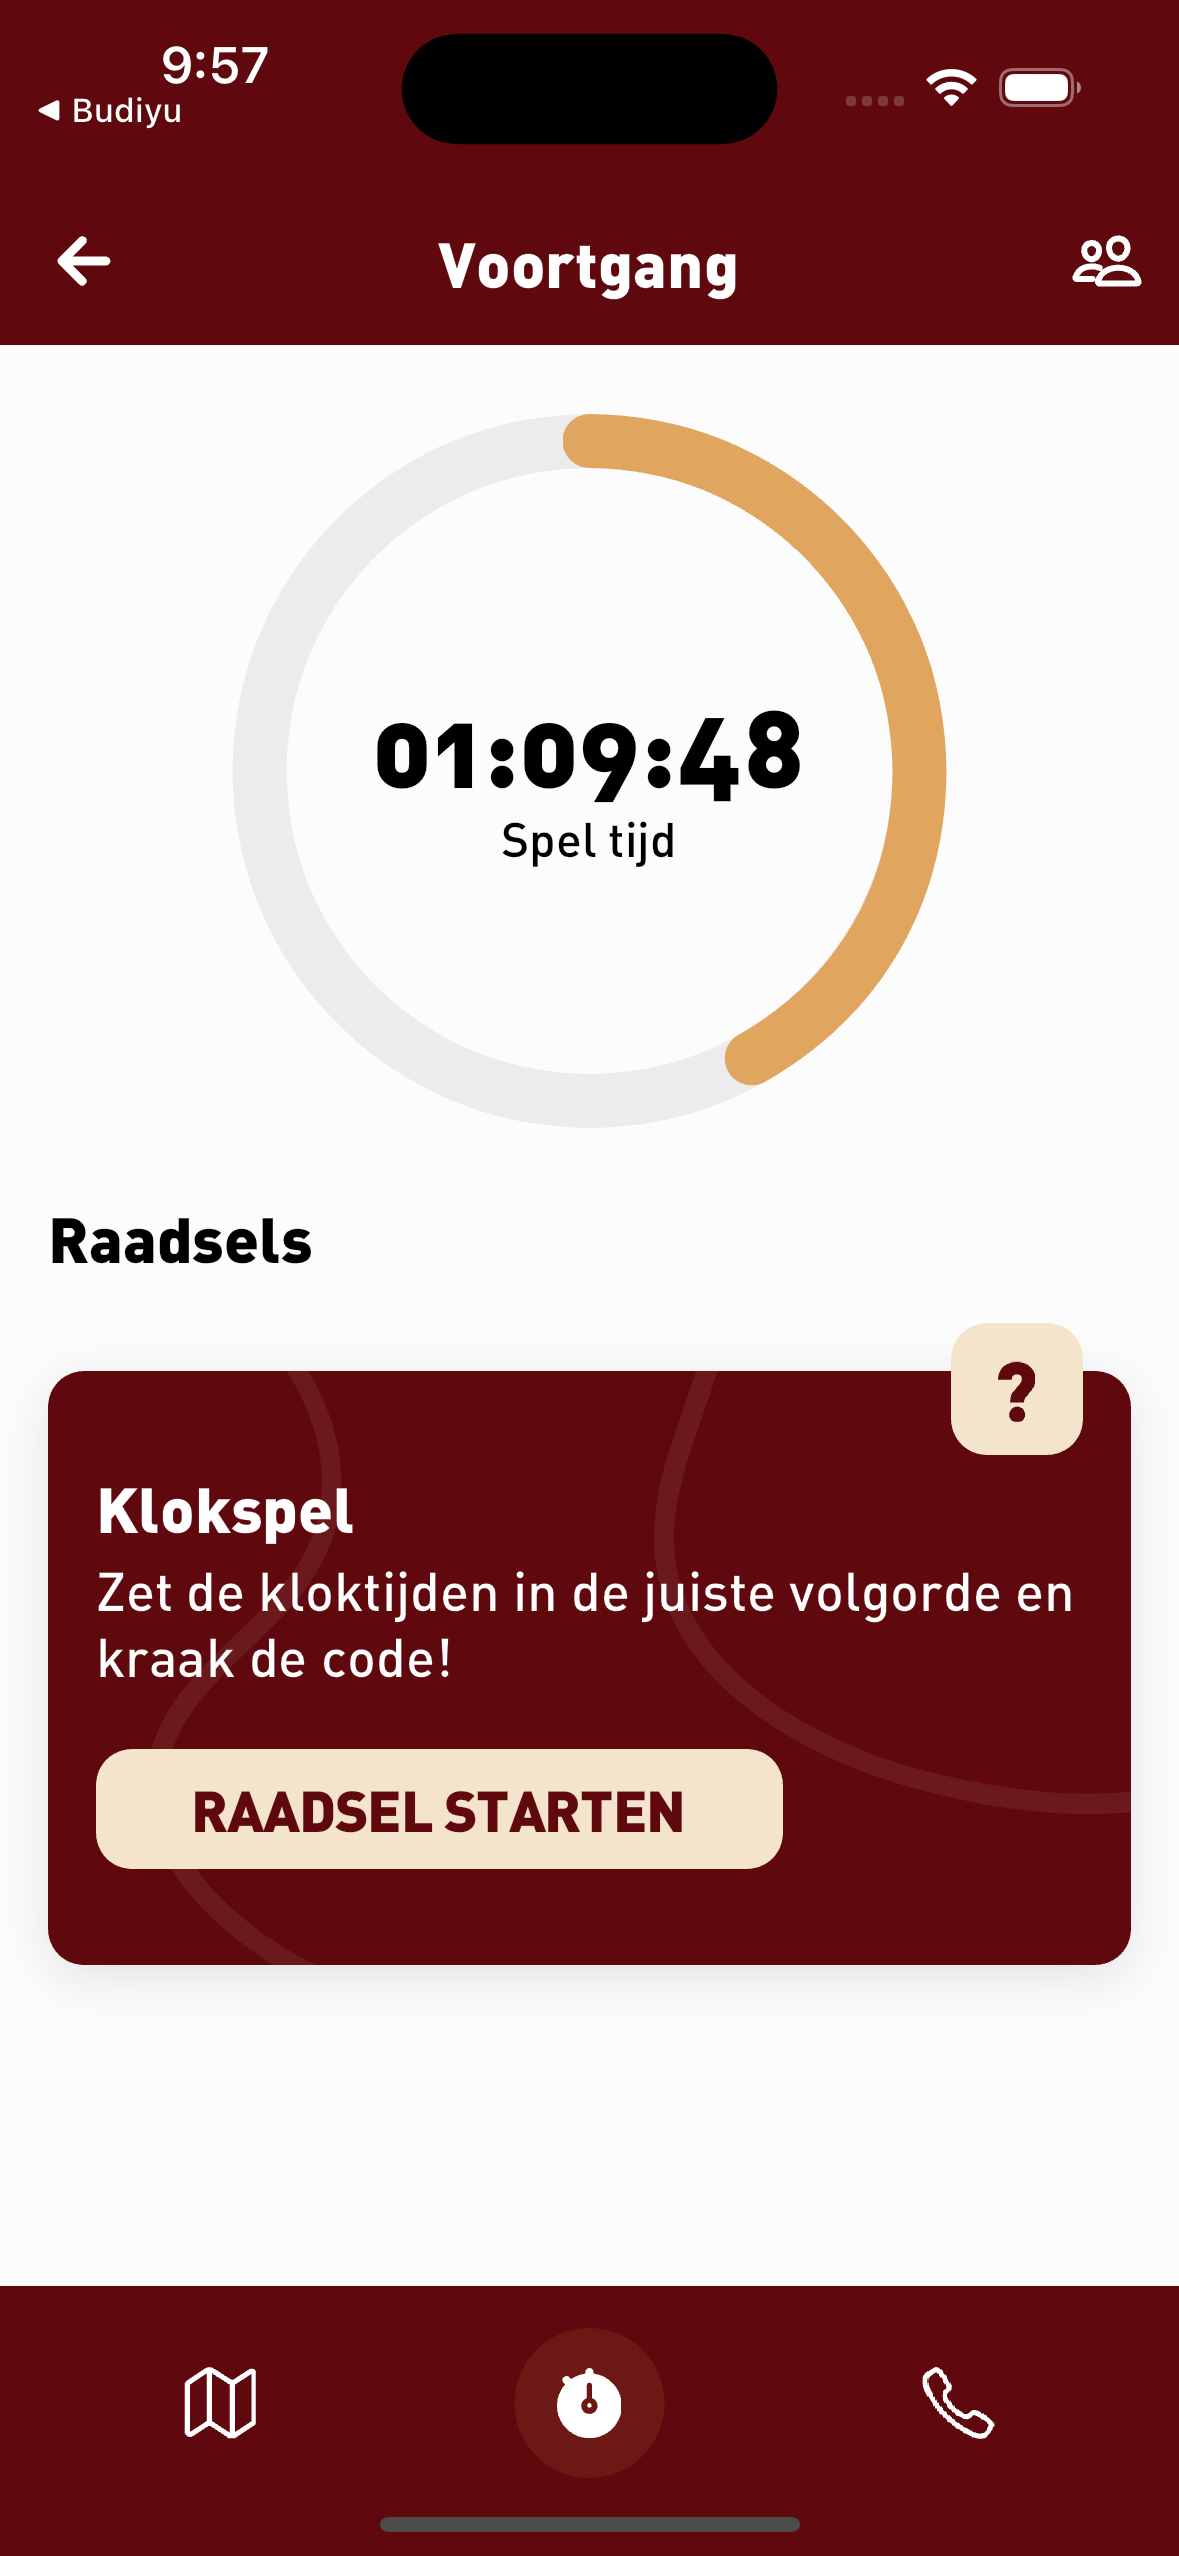 9:57
◀ Budiyu
Voortgang
01:09:48
Spel tijd
Raadsels
?
Klokspel
Zet de kloktijden in de juiste volgorde en
kraak de code!
RAADSEL STARTEN